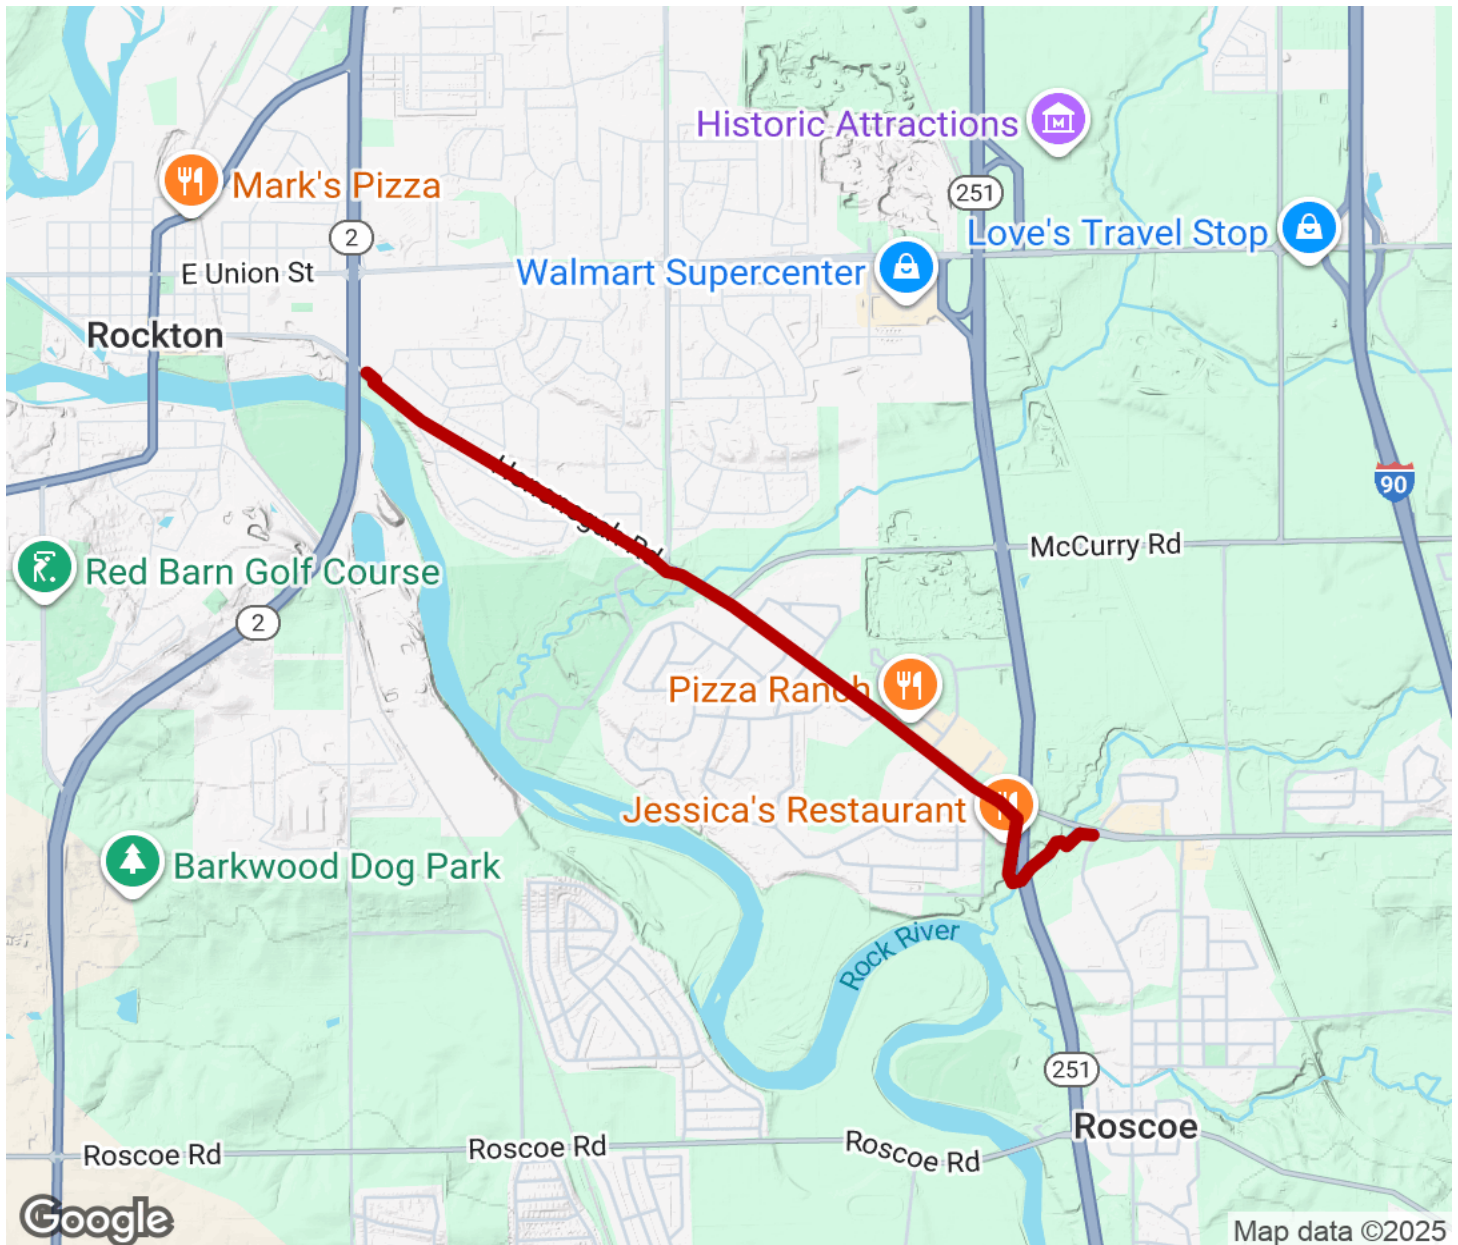 Historic Attractions
Mark's Pizza
251
2
Love's Travel Stop
Walmart Supercenter
E Union St
Rockton
90
Hononegah Rd
McCurry Rd
Red Barn Golf Course
2
Pizza Ranch
Jessica's Restaurant
Barkwood Dog Park
Rock River
251
Roscoe
Roscoe Rd
Roscoe Rd
Roscoe Rd
Google
Map data ©2025